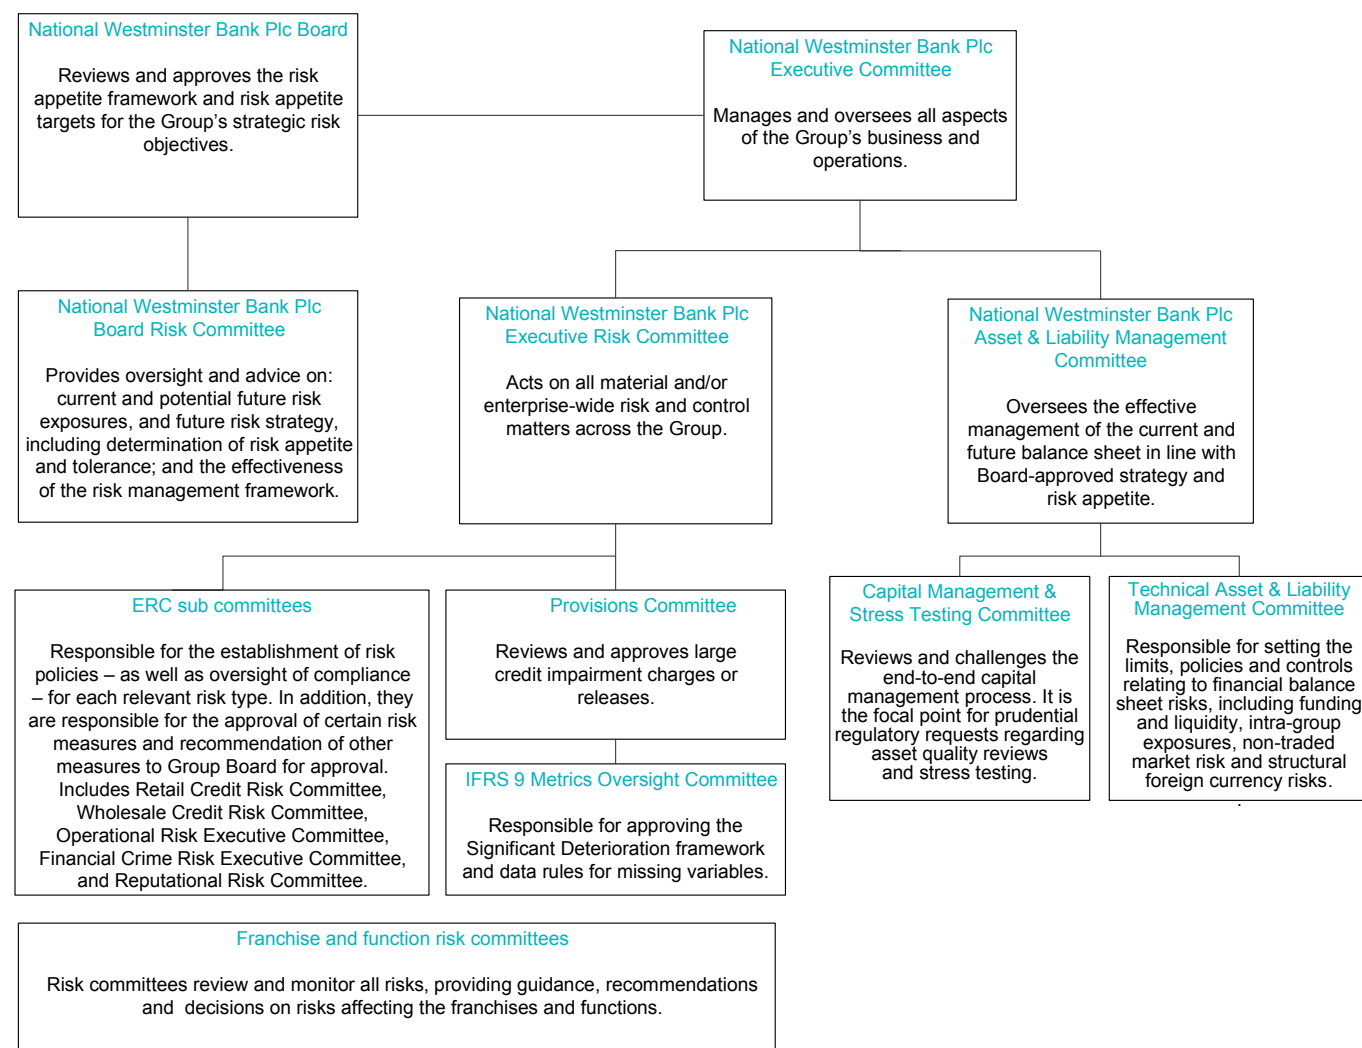 National Westminster Bank Plc Board
Reviews and approves the risk
appetite framework and risk appetite
targets for the Group's strategic risk
objectives.
National Westminster Bank Plc
Executive Committee
Manages and oversees all aspects
of the Group's business and
operations.
National Westminster Bank Plc
Board Risk Committee
Provides oversight and advice on:
current and potential future risk
exposures, and future risk strategy,
including determination of risk appetite
and tolerance; and the effectiveness
of the risk management framework.
National Westminster Bank Plc
Executive Risk Committee
Acts on all material and/or
enterprise-wide risk and control
matters across the Group.
National Westminster Bank Plc
Asset & Liability Management
Committee
Oversees the effective
management of the current and
future balance sheet in line with
Board-approved strategy and
risk appetite.
ERC sub committees
Responsible for the establishment of risk
policies – as well as oversight of compliance
– for each relevant risk type. In addition, they
are responsible for the approval of certain risk
measures and recommendation of other
measures to Group Board for approval.
Includes Retail Credit Risk Committee,
Wholesale Credit Risk Committee,
Operational Risk Executive Committee,
Financial Crime Risk Executive Committee,
and Reputational Risk Committee.
Provisions Committee
Reviews and approves large
credit impairment charges or
releases.
IFRS 9 Metrics Oversight Committee
Responsible for approving the
Significant Deterioration framework
and data rules for missing variables.
Capital Management &
Stress Testing Committee
Reviews and challenges the
end-to-end capital
management process. It is
the focal point for prudential
regulatory requests regarding
asset quality reviews
and stress testing.
Technical Asset & Liability
Management Committee
Responsible for setting the
limits, policies and controls
relating to financial balance
sheet risks, including funding
and liquidity, intra-group
exposures, non-traded
market risk and structural
foreign currency risks.
.
Franchise and function risk committees
Risk committees review and monitor all risks, providing guidance, recommendations
and  decisions on risks affecting the franchises and functions.